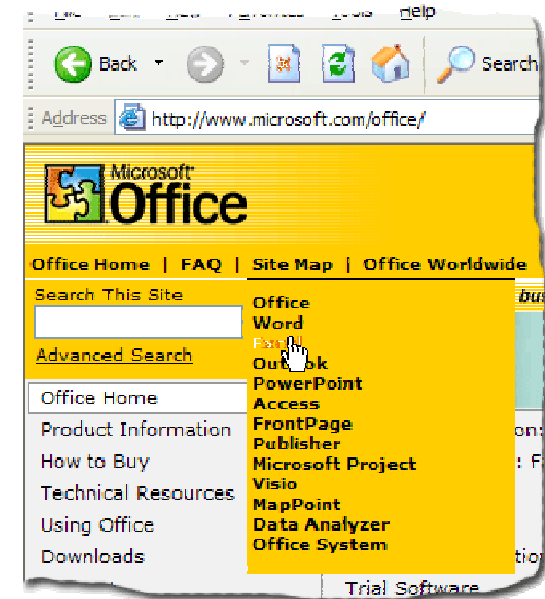 Help
Back
Search
Address http://www.microsoft.com/office/
Microsoft
Office
Office Home | FAQ | Site Map | Office Worldwide
Search This Site
Advanced Search
Office
Word
Outlook
PowerPoint
Access
FrontPage
Publisher
Microsoft Project
Visio
MapPoint
Data Analyzer
Office System
Office Home
Product Information
How to Buy
Technical Resources
Using Office
Downloads
Trial Software